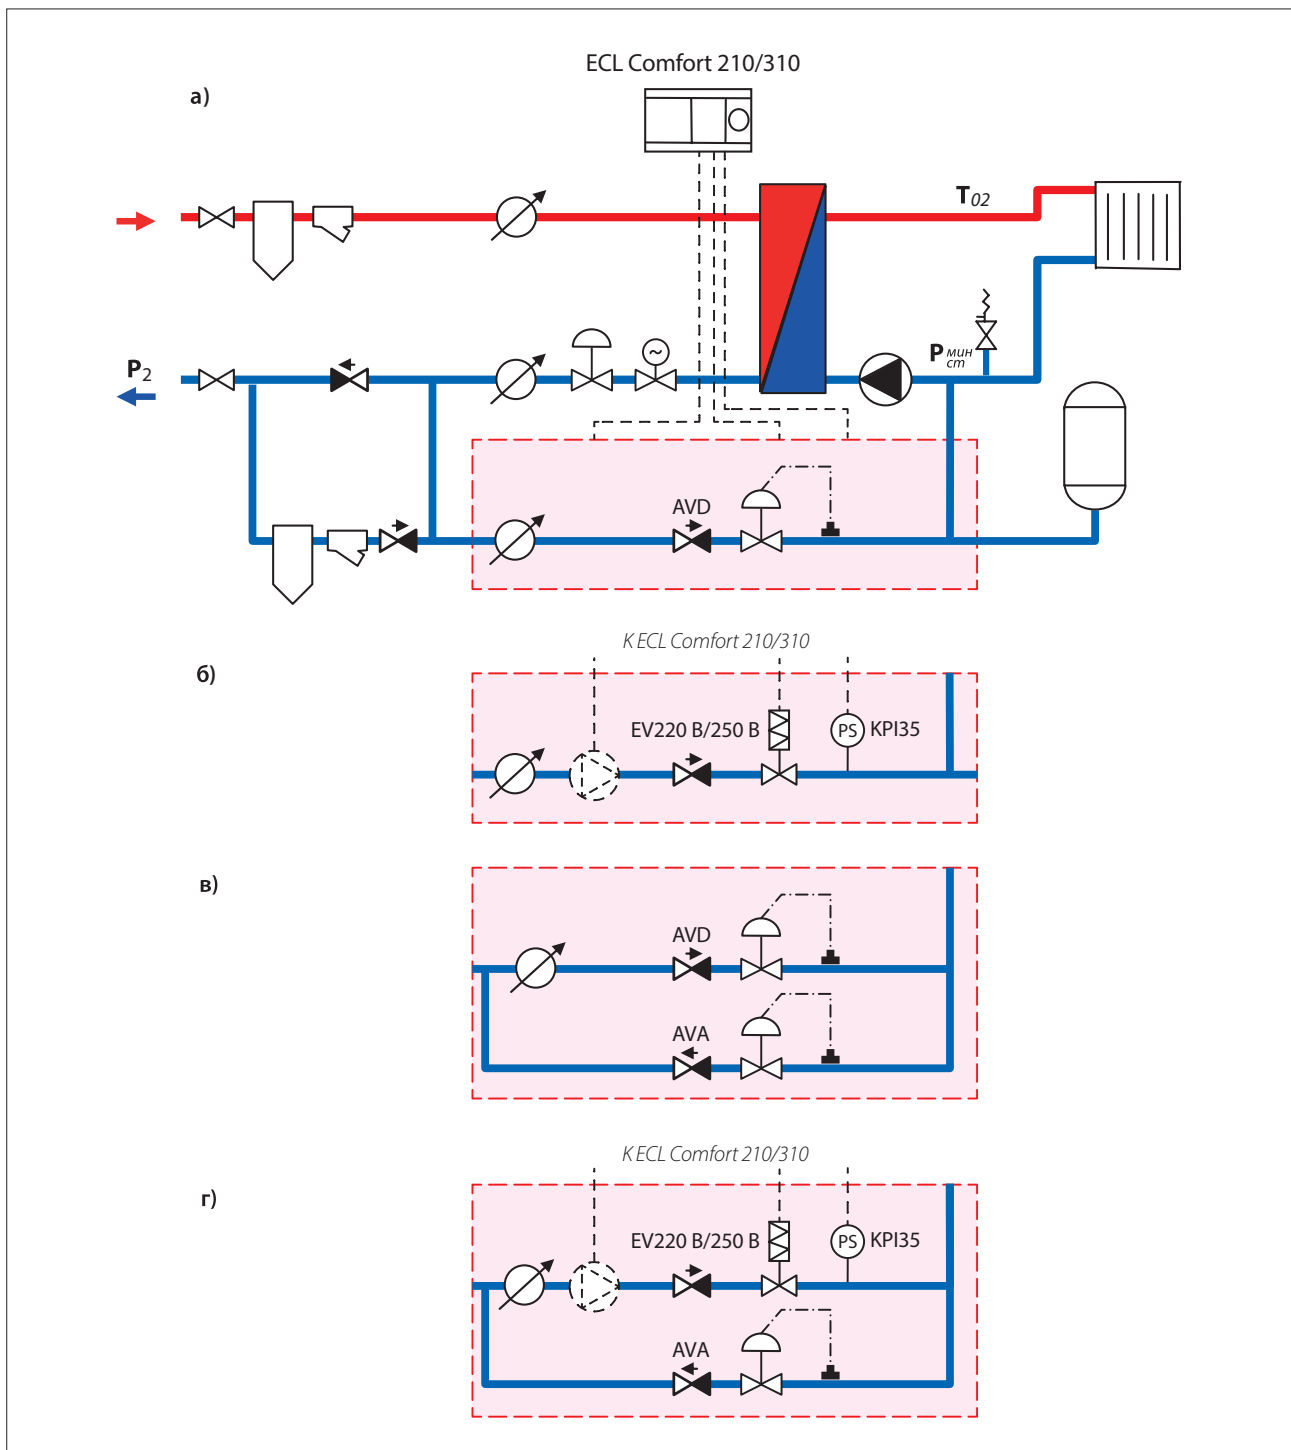 ECL Comfort 210/310
а)
T02
P2
~
P мин ст
AVD
К ECL Comfort 210/310
б)
EV220 B/250 B
PS
KPI35
в)
AVD
AVA
К ECL Comfort 210/310
г)
EV220 B/250 B
PS
KPI35
AVA